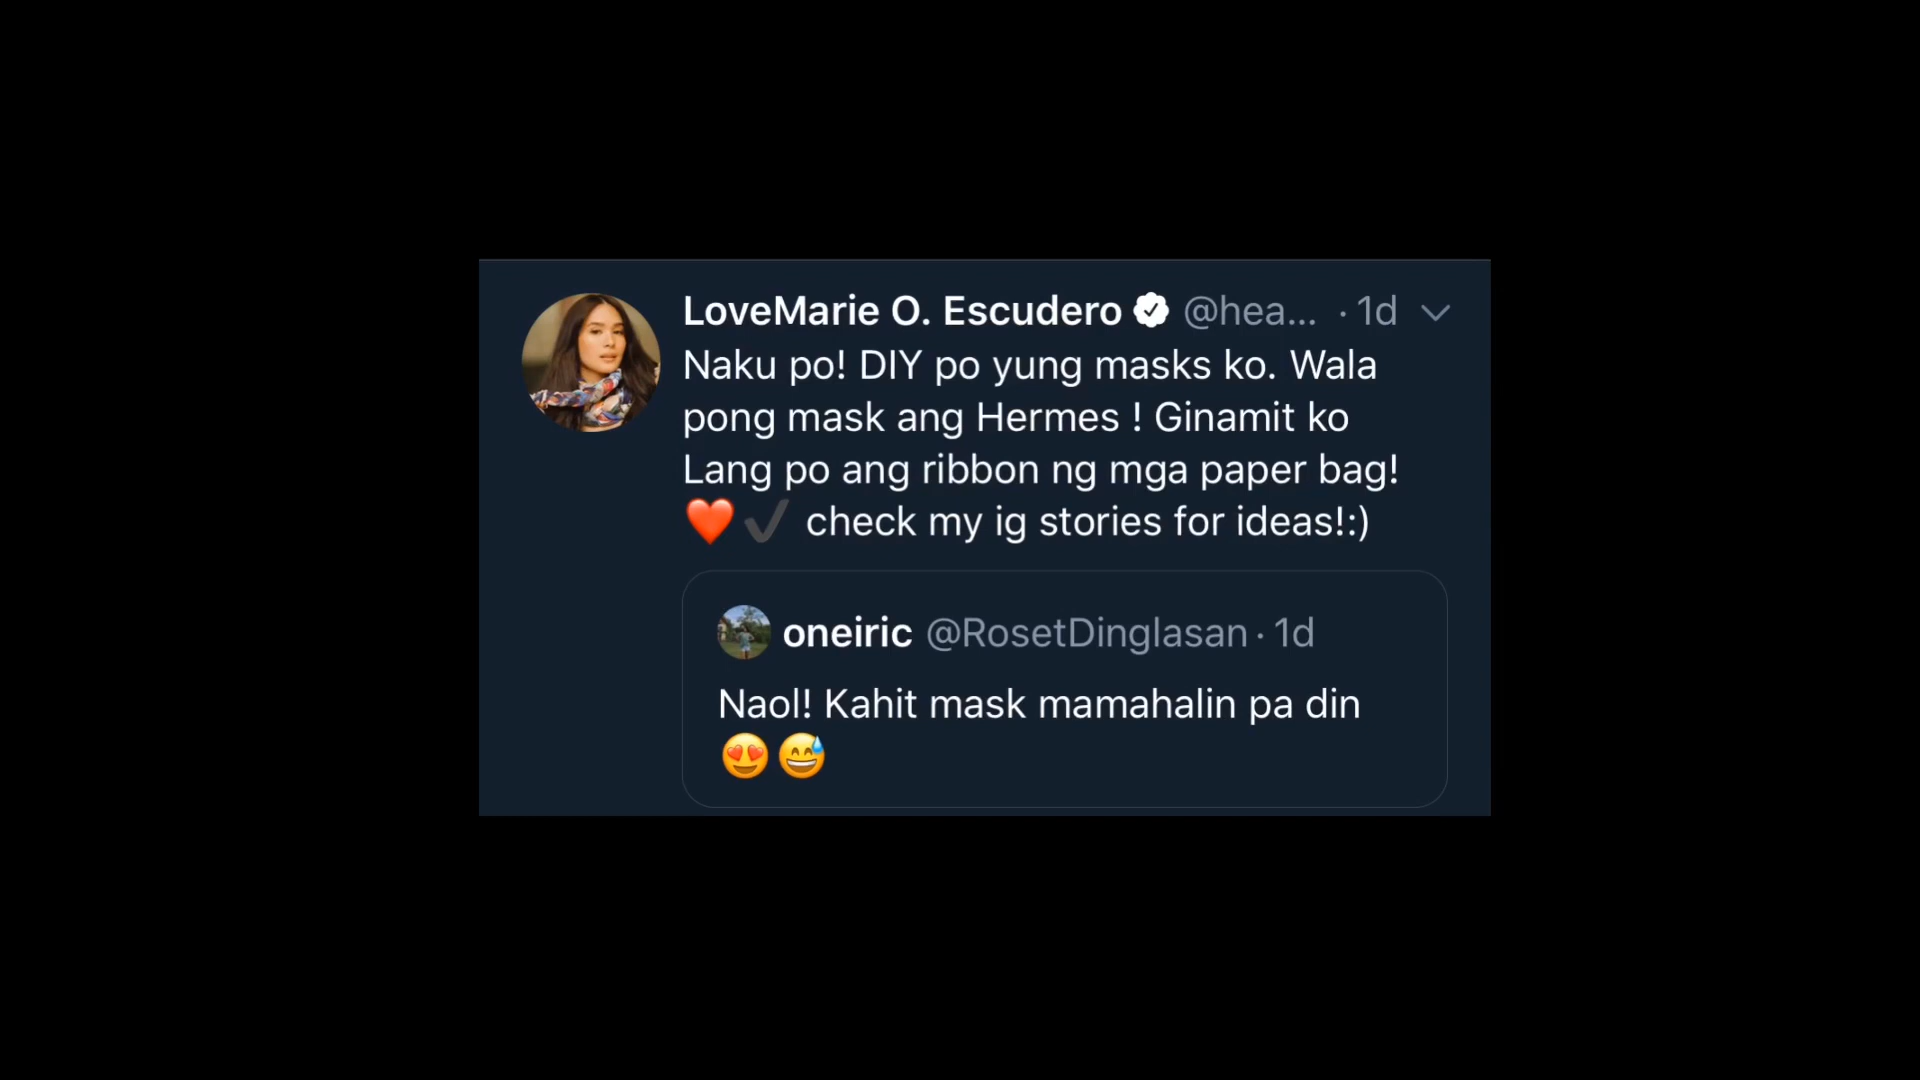 LoveMarie O. Escudero @hea... · 1d
Naku po! DIY po yung masks ko. Wala
pong mask ang Hermes ! Ginamit ko
Lang po ang ribbon ng mga paper bag!
❤️✔️ check my ig stories for ideas!:)
oneiric @RosetDinglasan · 1d
Naol! Kahit mask mamahalin pa din
😍😅